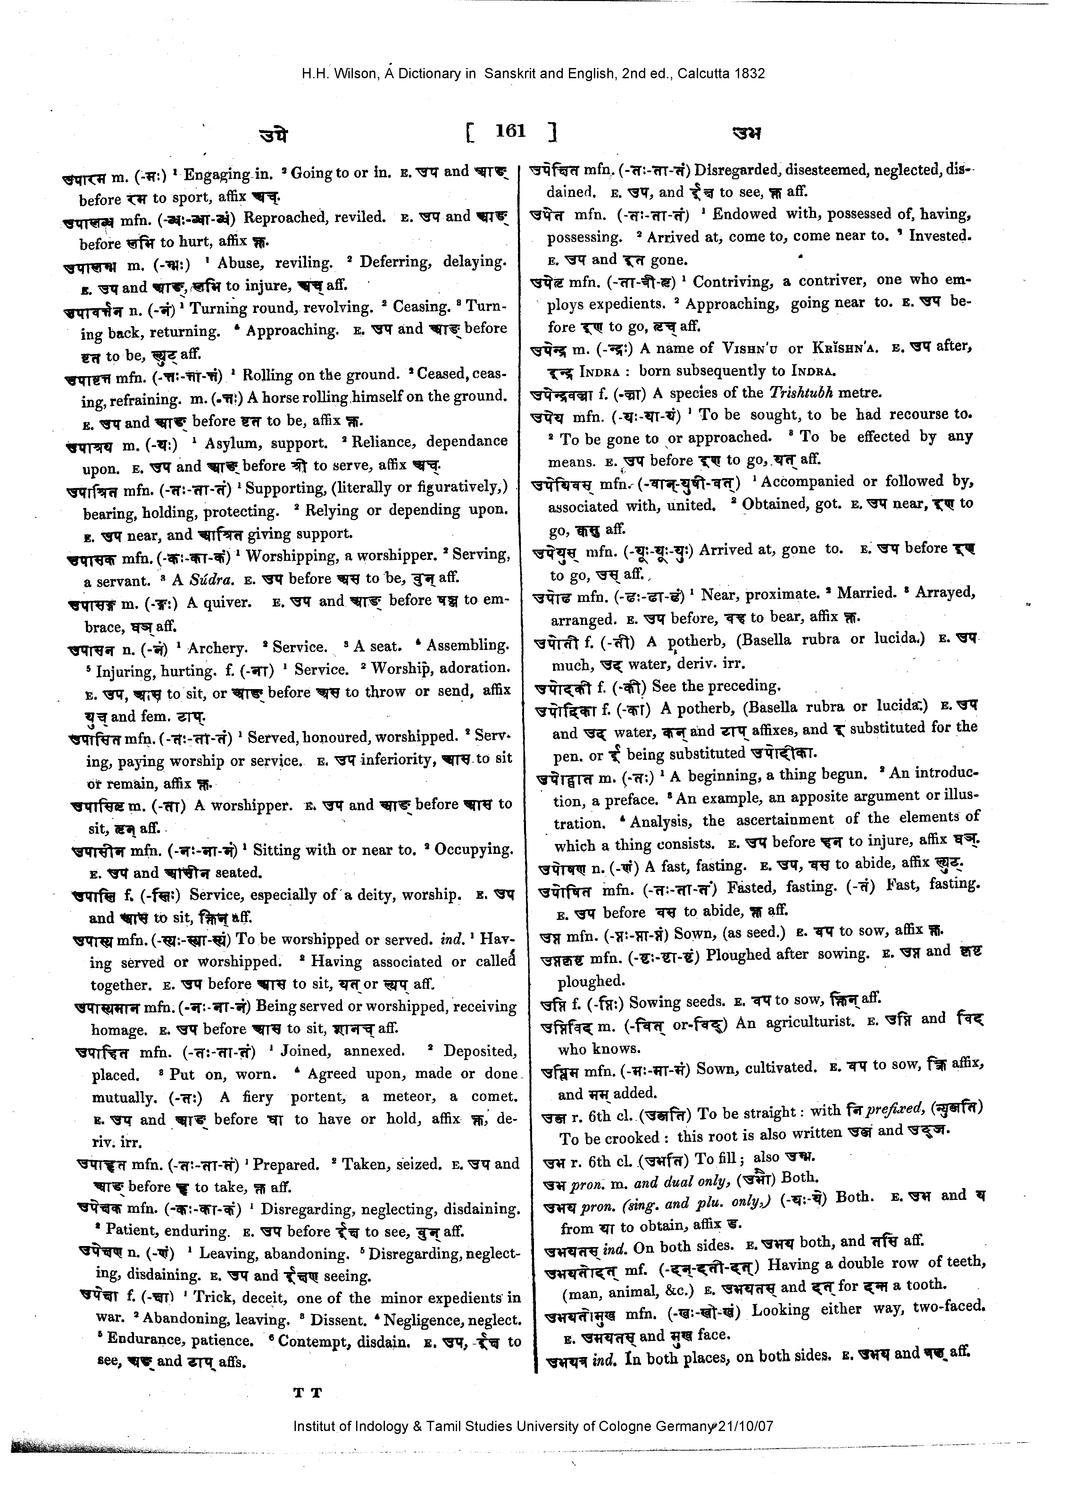 H.H. Wilson, A Dictionary in Sanskrit and English, 2nd ed., Calcutta 1832
उपे [ 161 ] उभ
उपारम m. (-मः) ¹ Engaging in. ² Going to or in. E. उप and आङ्
before रम to sport, affix अच्.
उपालब्ध mfn. (-ब्धः-ब्धा-ब्धं) Reproached, reviled. E. उप and आङ्
before लभि to hurt, affix क्त.
उपालम्भ m. (-म्भः) ¹ Abuse, reviling. ² Deferring, delaying.
E. उप and आङ्, लभि to injure, घञ् aff.
उपावर्त्तन n. (-नं) ¹ Turning round, revolving. ² Ceasing. ³ Turn-
ing back, returning. ⁴ Approaching. E. उप and आङ् before
वृत to be, ल्युट् aff.
उपावृत्त mfn. (-त्तः-त्ता-त्तं) ¹ Rolling on the ground. ² Ceased, ceas-
ing, refraining. m. (-त्तः) A horse rolling himself on the ground.
E. उप and आङ् before वृत to be, affix क्त.
उपाश्रय m. (-यः) ¹ Asylum, support. ² Reliance, dependance
upon. E. उप and आङ् before श्री to serve, affix अच्.
उपाश्रित mfn. (-तः-ता-तं) ¹ Supporting, (literally or figuratively,)
bearing, holding, protecting. ² Relying or depending upon.
E. उप near, and आश्रित giving support.
उपासक mfn. (-कः-का-कं) ¹ Worshipping, a worshipper. ² Serving,
a servant. ³ A Súdra. E. उप before अस to be, वुन् aff.
उपासङ्ग m. (-ङ्गः) A quiver. E. उप and आङ् before षञ्ज to em-
brace, घञ् aff.
उपासन n. (-नं) ¹ Archery. ² Service. ³ A seat. ⁴ Assembling.
⁵ Injuring, hurting. f. (-ना) ¹ Service. ² Worship, adoration.
E. उप, आस to sit, or आङ् before अस to throw or send, affix
युच् and fem. टाप्.
उपासित mfn. (-तः-ता-तं) ¹ Served, honoured, worshipped. ² Serv-
ing, paying worship or service. E. उप inferiority, आस to sit
or remain, affix क्त.
उपासितृ m. (-ता) A worshipper. E. उप and आङ् before आस to
sit, तृन् aff.
उपासीन mfn. (-नः-ना-नं) ¹ Sitting with or near to. ² Occupying.
E. उप and आसीन seated.
उपास्ति f. (-स्तिः) Service, especially of a deity, worship. E. उप
and आस to sit, क्तिन् aff.
उपास्य mfn. (-स्यः-स्या-स्यं) To be worshipped or served. ind. ¹ Hav-
ing served or worshipped. ² Having associated or called
together. E. उप before आस to sit, यत् or ल्यप् aff.
उपास्यमान mfn. (-नः-ना-नं) Being served or worshipped, receiving
homage. E. उप before आस to sit, शानच् aff.
उपाहित mfn. (-तः-ता-तं) ¹ Joined, annexed. ² Deposited,
placed. ³ Put on, worn. ⁴ Agreed upon, made or done
mutually. (-तः) A fiery portent, a meteor, a comet.
E. उप and आङ् before धा to have or hold, affix क्त, de-
riv. irr.
उपाहृत mfn. (-तः-ता-तं) ¹ Prepared. ² Taken, seized. E. उप and
आङ् before हृ to take, क्त aff.
उपेक्षक mfn. (-कः-का-कं) ¹ Disregarding, neglecting, disdaining.
² Patient, enduring. E. उप before ईक्ष to see, वुन् aff.
उपेक्षण n. (-णं) ¹ Leaving, abandoning. ⁵ Disregarding, neglect-
ing, disdaining. E. उप and ईक्षण seeing.
उपेक्षा f. (-क्षा) ¹ Trick, deceit, one of the minor expedients in
war. ² Abandoning, leaving. ³ Dissent. ⁴ Negligence, neglect.
⁵ Endurance, patience. ⁶ Contempt, disdain. E. उप, ईक्ष to
see, अङ् and टाप् affs.
उपेक्षित mfn. (-तः-ता-तं) Disregarded, disesteemed, neglected, dis-
dained. E. उप, and ईक्ष to see, क्त aff.
उपेत mfn. (-तः-ता-तं) ¹ Endowed with, possessed of, having,
possessing. ² Arrived at, come to, come near to. ³ Invested.
E. उप and इत gone.
उपेतृ mfn. (-ता-त्री-तृ) ¹ Contriving, a contriver, one who em-
ploys expedients. ² Approaching, going near to. E. उप be-
fore इण to go, तृच् aff.
उपेन्द्र m. (-न्द्रः) A name of VISHN'U or KRĬSHN'A. E. उप after,
इन्द्र INDRA : born subsequently to INDRA.
उपेन्द्रवज्रा f. (-ज्रा) A species of the Trishtubh metre.
उपेय mfn. (-यः-या-यं) ¹ To be sought, to be had recourse to.
² To be gone to or approached. ³ To be effected by any
means. E. उप before इण to go, यत् aff.
उपेयिवस् mfn. (-वान्-युषी-वत्) ¹ Accompanied or followed by,
associated with, united. ² Obtained, got. E. उप near, इण to
go, क्वसु aff.
उपेयुस् mfn. (-युः-युः-युः) Arrived at, gone to. E. उप before इण
to go, उस् aff.
उपोढ mfn. (-ढः-ढा-ढं) ¹ Near, proximate. ² Married. ³ Arrayed,
arranged. E. उप before, वह to bear, affix क्त.
उपोती f. (-ती) A potherb, (Basella rubra or lucida.) E. उप
much, उद water, deriv. irr.
उपोदकी f. (-की) See the preceding.
उपोदिका f. (-का) A potherb, (Basella rubra or lucida:) E. उप
and उद water, कन् and टाप् affixes, and इ substituted for the
pen. or ई being substituted उपोदीका.
उपोद्घात m. (-तः) ¹ A beginning, a thing begun. ² An introduc-
tion, a preface. ³ An example, an apposite argument or illus-
tration. ⁴ Analysis, the ascertainment of the elements of
which a thing consists. E. उप before हन to injure, affix घञ्.
उपोषण n. (-णं) A fast, fasting. E. उप, वस to abide, affix ल्युट्.
उपोषित mfn. (-तः-ता-तं) Fasted, fasting. (-तं) Fast, fasting.
E. उप before वस to abide, क्त aff.
उप्त mfn. (-प्तः-प्ता-प्तं) Sown, (as seed.) E. वप to sow, affix क्त.
उप्तकृष्ट mfn. (-ष्टः-ष्टा-ष्टं) Ploughed after sowing. E. उप्त and कृष्ट
ploughed.
उप्ति f. (-प्तिः) Sowing seeds. E. वप to sow, क्तिन् aff.
उप्तिविद् m. (-वित् or-विद्) An agriculturist. E. उप्ति and विद्
who knows.
उप्त्रिम mfn. (-मः-मा-मं) Sown, cultivated. E. वप to sow, क्त्रि affix,
and मम् added.
उब्ज r. 6th cl. (उब्जति) To be straight : with नि prefixed, (न्युब्जति)
To be crooked : this root is also written उब्ज and उद्ज.
उभ r. 6th cl. (उभति) To fill ; also उम्भ.
उभ pron. m. and dual only, (उभौ) Both.
उभय pron. (sing. and plu. only,) (-यः-ये) Both. E. उभ and य
from या to obtain, affix ड.
उभयतस् ind. On both sides. E. उभय both, and तसि aff.
उभयतोदत् mf. (-दन्-दती-दत्) Having a double row of teeth,
(man, animal, &c.) E. उभयतस् and दत् for दन्त a tooth.
उभयतोमुख mfn. (-खः-खी-खं) Looking either way, two-faced.
E. उभयतस् and मुख face.
उभयत्र ind. In both places, on both sides. E. उभय and त्रल् aff.
T T
Institut of Indology & Tamil Studies University of Cologne Germany 21/10/07